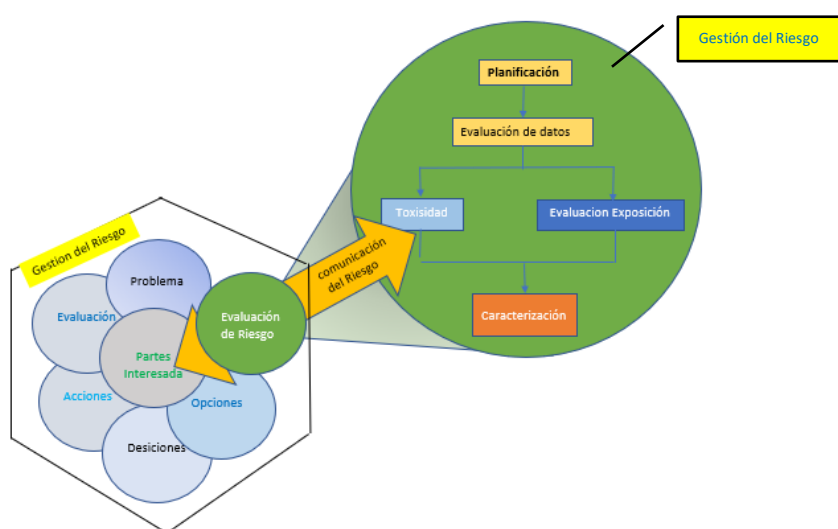 Gestión del Riesgo
Planificación
Evaluación de datos
Toxisidad
Evaluacion Exposición
Caracterización
comunicación
del Riesgo
Gestion del Riesgo
Problema
Evaluación
Evaluación
de Riesgo
Partes
Interesada
Acciones
Opciones
Desiciones